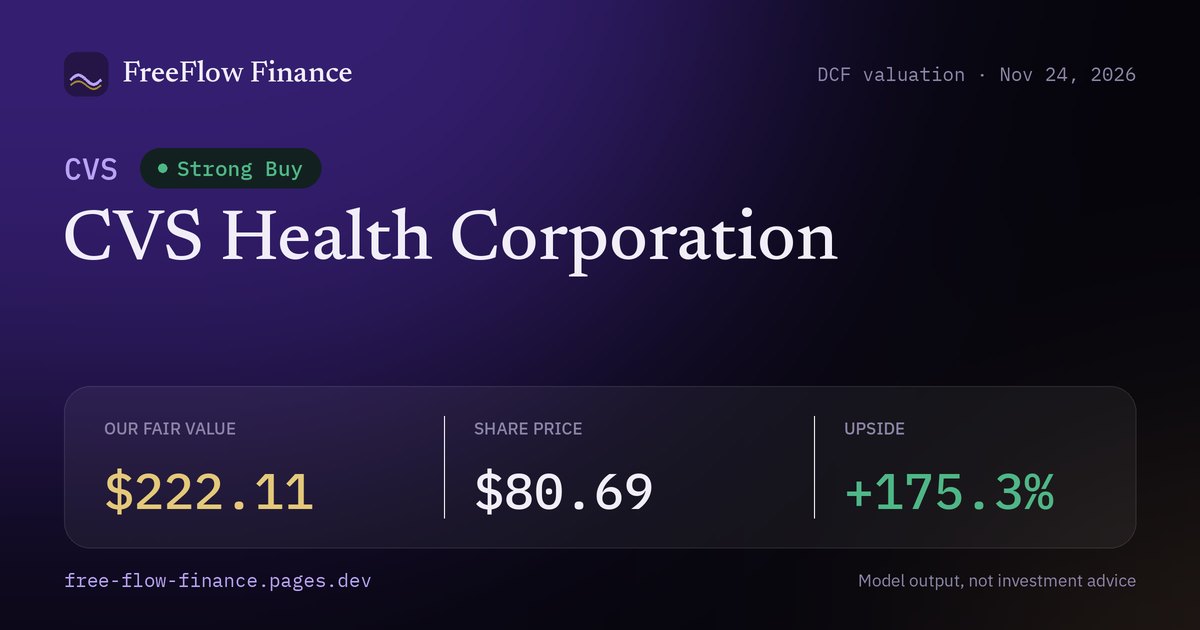 FreeFlow Finance
DCF valuation · Nov 24, 2026
CVS
Strong Buy
CVS Health Corporation
OUR FAIR VALUE
$222.11
SHARE PRICE
$80.69
UPSIDE
+175.3%
free-flow-finance.pages.dev
Model output, not investment advice